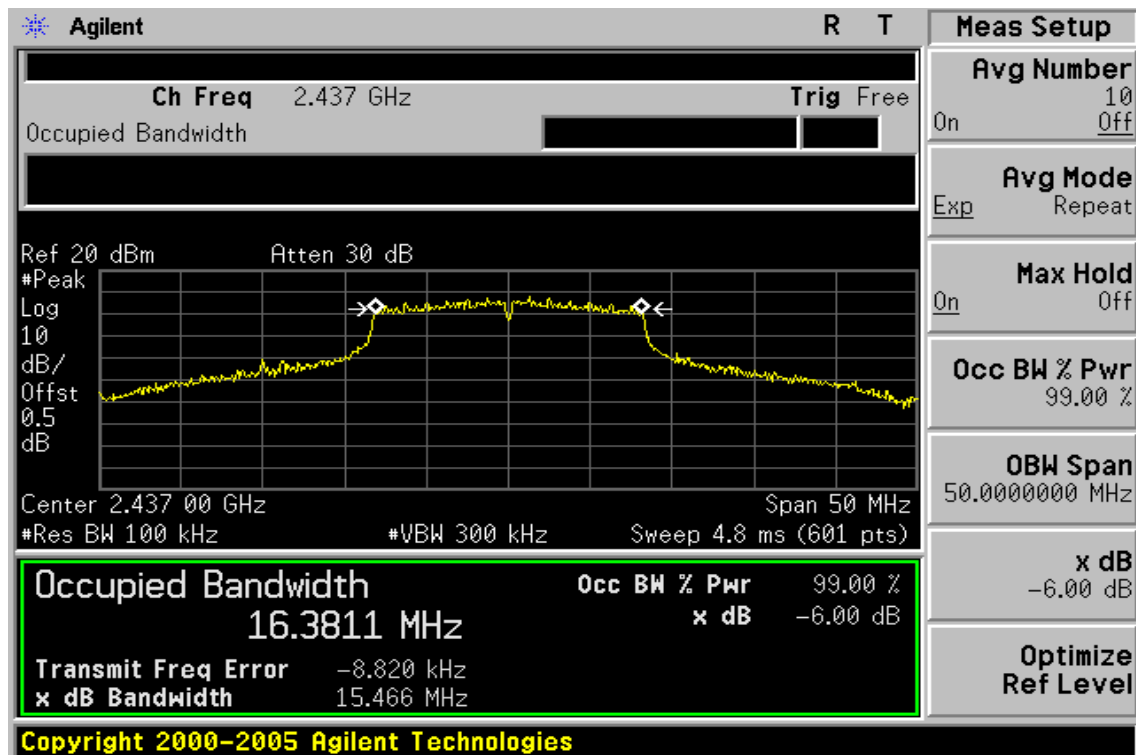 Agilent R T
Ch Freq 2.437 GHz Trig Free
Occupied Bandwidth
Ref 20 dBm Atten 30 dB
#Peak
Log
10
dB/
Offst
0.5
dB
Center 2.437 00 GHz Span 50 MHz
#Res BW 100 kHz #VBW 300 kHz Sweep 4.8 ms (601 pts)
Occupied Bandwidth Occ BW % Pwr 99.00 %
16.3811 MHz x dB -6.00 dB
Transmit Freq Error -8.820 kHz
x dB Bandwidth 15.466 MHz
Copyright 2000-2005 Agilent Technologies
Meas Setup
Avg Number
10
On Off
Avg Mode
Exp Repeat
Max Hold
On Off
Occ BW % Pwr
99.00 %
OBW Span
50.0000000 MHz
x dB
-6.00 dB
Optimize
Ref Level